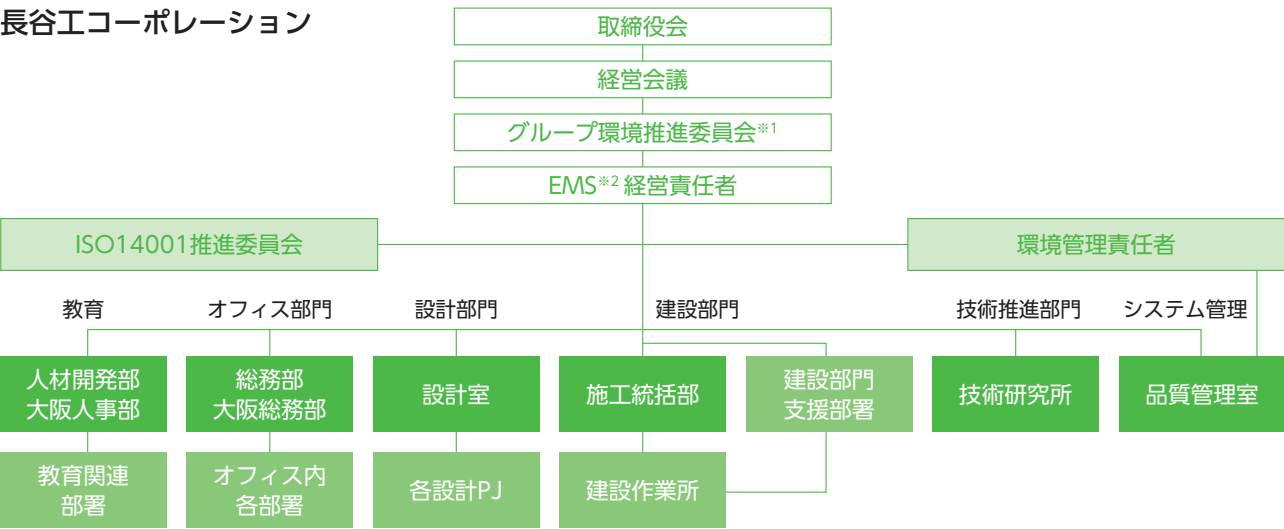 長谷工コーポレーション
取締役会
経営会議
グループ環境推進委員会※1
EMS※2 経営責任者
ISO14001推進委員会
環境管理責任者
教育
オフィス部門
設計部門
建設部門
技術推進部門
システム管理
人材開発部
大阪人事部
総務部
大阪総務部
設計室
施工統括部
建設部門
支援部署
技術研究所
品質管理室
教育関連
部署
オフィス内
各部署
各設計PJ
建設作業所